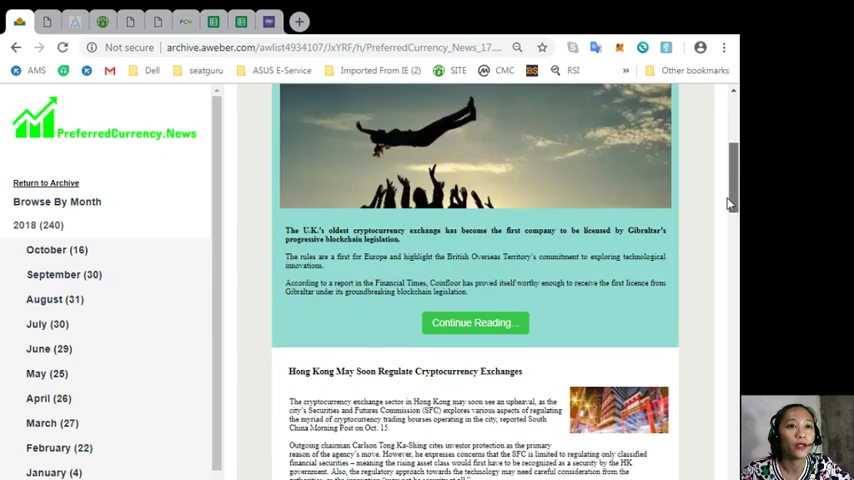 PCN
Not secure
archive.aweber.com/awlist4934107/JxYRF/h/PreferredCurrency_News_17....
AMS
Dell
seatguru
ASUS E-Service
Imported From IE (2)
SITE
CMC
RSI
»
Other bookmarks
PreferredCurrency.News
Return to Archive
Browse By Month
2018 (240)
October (16)
September (30)
August (31)
July (30)
June (29)
May (25)
April (26)
March (27)
February (22)
January (4)
The U.K.'s oldest cryptocurrency exchange has become the first company to be licensed by Gibraltar's
progressive blockchain legislation.
The rules are a first for Europe and highlight the British Overseas Territory's commitment to exploring technological
innovations.
According to a report in the Financial Times, Coinfloor has proved itself worthy enough to receive the first licence from
Gibraltar under its groundbreaking blockchain legislation.
Continue Reading...
Hong Kong May Soon Regulate Cryptocurrency Exchanges
The cryptocurrency exchange sector in Hong Kong may soon see an upheaval, as the
city's Securities and Futures Commission (SFC) explores various aspects of regulating
the myriad of cryptocurrency trading bourses operating in the city, reported South
China Morning Post on Oct. 15.
Outgoing chairman Carlson Tong Ka-Shing cites investor protection as the primary
reason of the agency's move. However, he expresses concerns that the SFC is limited to regulating only classified
financial securities – meaning the rising asset class would first have to be recognized as a security by the HK
government. Also, the regulatory approach towards the technology may need careful consideration from the